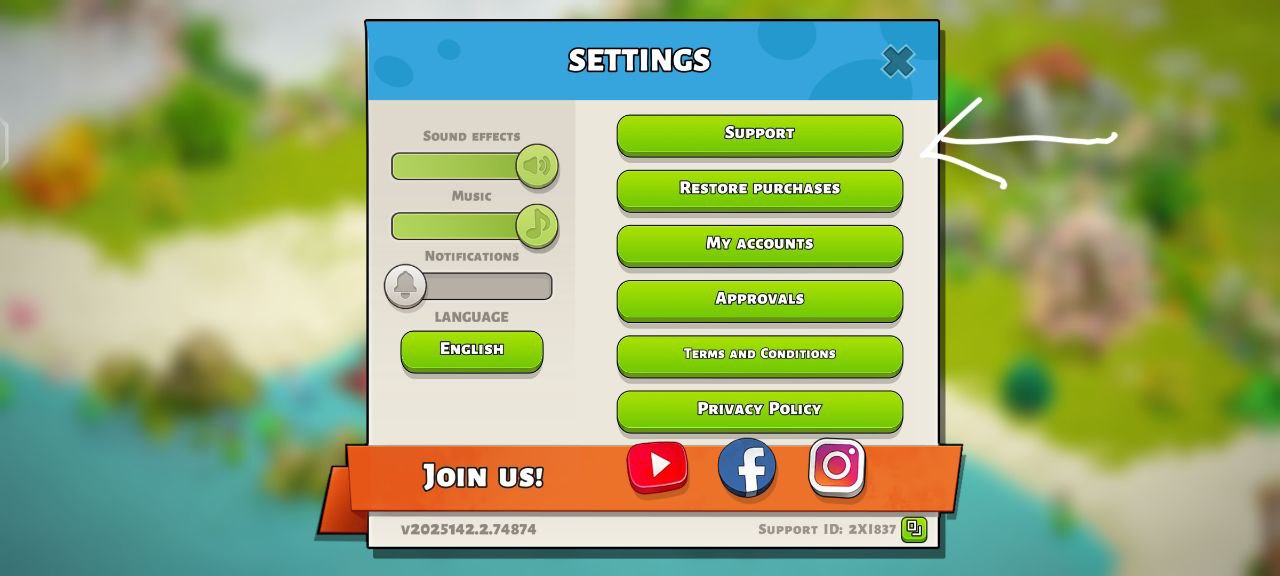 SETTINGS
SOUND EFFECTS
MUSIC
NOTIFICATIONS
LANGUAGE
ENGLISH
SUPPORT
RESTORE PURCHASES
MY ACCOUNTS
APPROVALS
TERMS AND CONDITIONS
PRIVACY POLICY
JOIN US!
v2025142.2.74874
SUPPORT ID: 2XI837